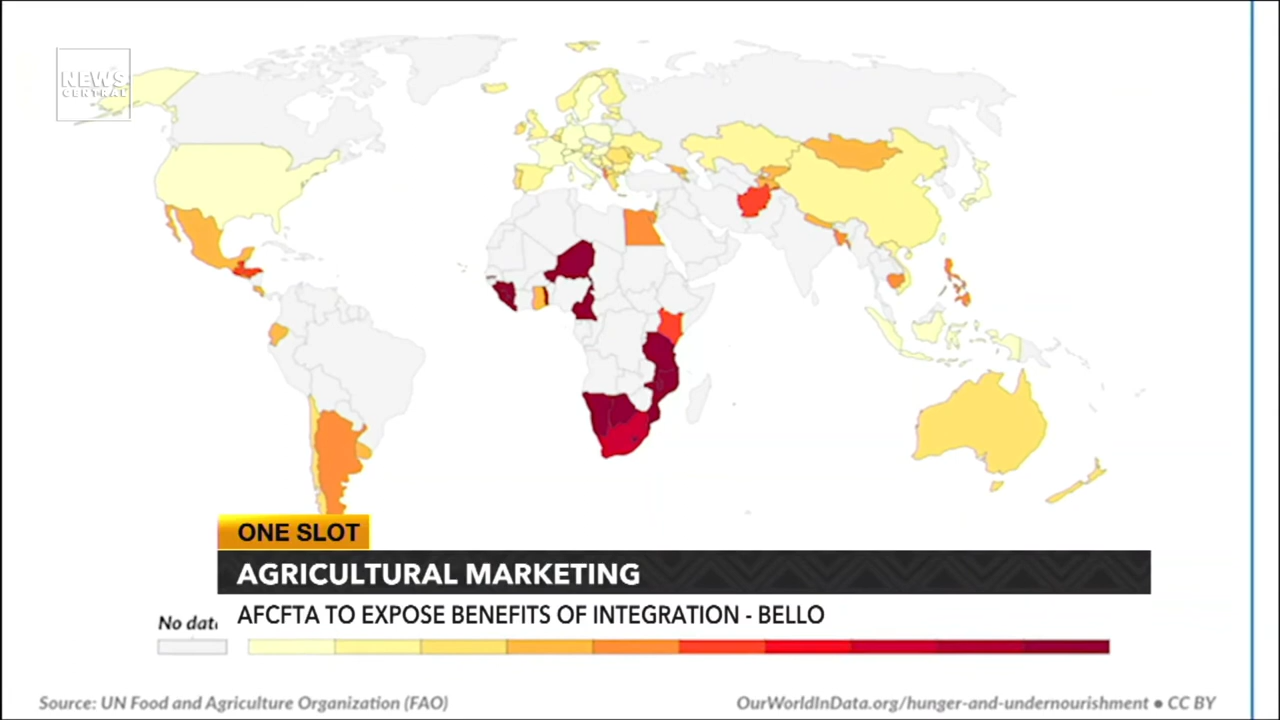 NEWS
CENTRAL
ONE SLOT
AGRICULTURAL MARKETING
AFCFTA TO EXPOSE BENEFITS OF INTEGRATION - BELLO
No dat
Source: UN Food and Agriculture Organization (FAO)
OurWorldInData.org/hunger-and-undernourishment • CC BY